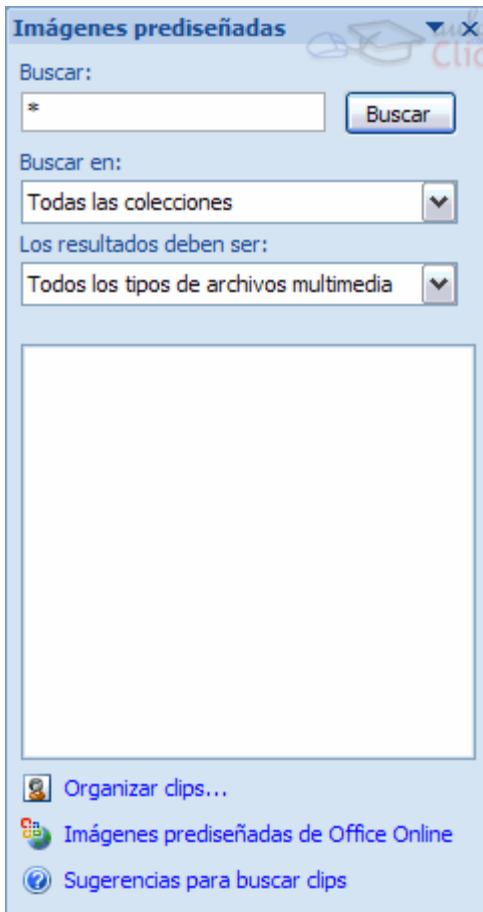 Imágenes prediseñadas
Buscar:
*
Buscar
Buscar en:
Todas las colecciones
Los resultados deben ser:
Todos los tipos de archivos multimedia
Organizar clips...
Imágenes prediseñadas de Office Online
Sugerencias para buscar clips